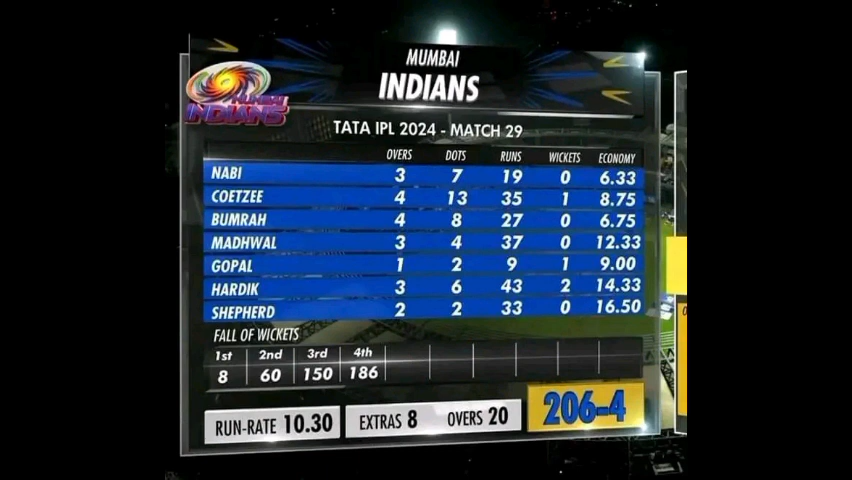 MUMBAI
INDIANS
MUMBAI
INDIANS
TATA IPL 2024 - MATCH 29
OVERS DOTS RUNS WICKETS ECONOMY
NABI 3 7 19 0 6.33
COETZEE 4 13 35 1 8.75
BUMRAH 4 8 27 0 6.75
MADHWAL 3 4 37 0 12.33
GOPAL 1 2 9 1 9.00
HARDIK 3 6 43 2 14.33
SHEPHERD 2 2 33 0 16.50
FALL OF WICKETS
1st 2nd 3rd 4th
8 60 150 186
RUN-RATE 10.30 EXTRAS 8 OVERS 20 206-4